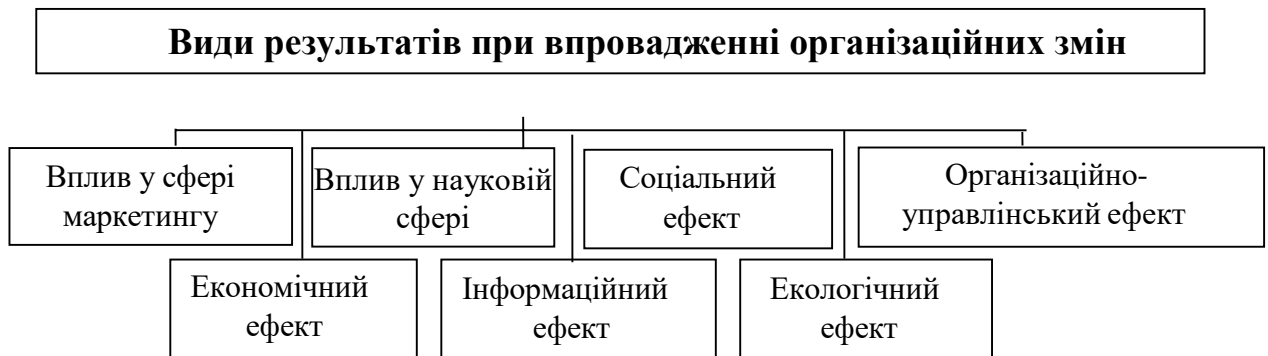 Види результатів при впровадженні організаційних змін
Вплив у сфері
маркетингу
Вплив у науковій
сфері
Соціальний
ефект
Організаційно-
управлінський ефект
Економічний
ефект
Інформаційний
ефект
Екологічний
ефект